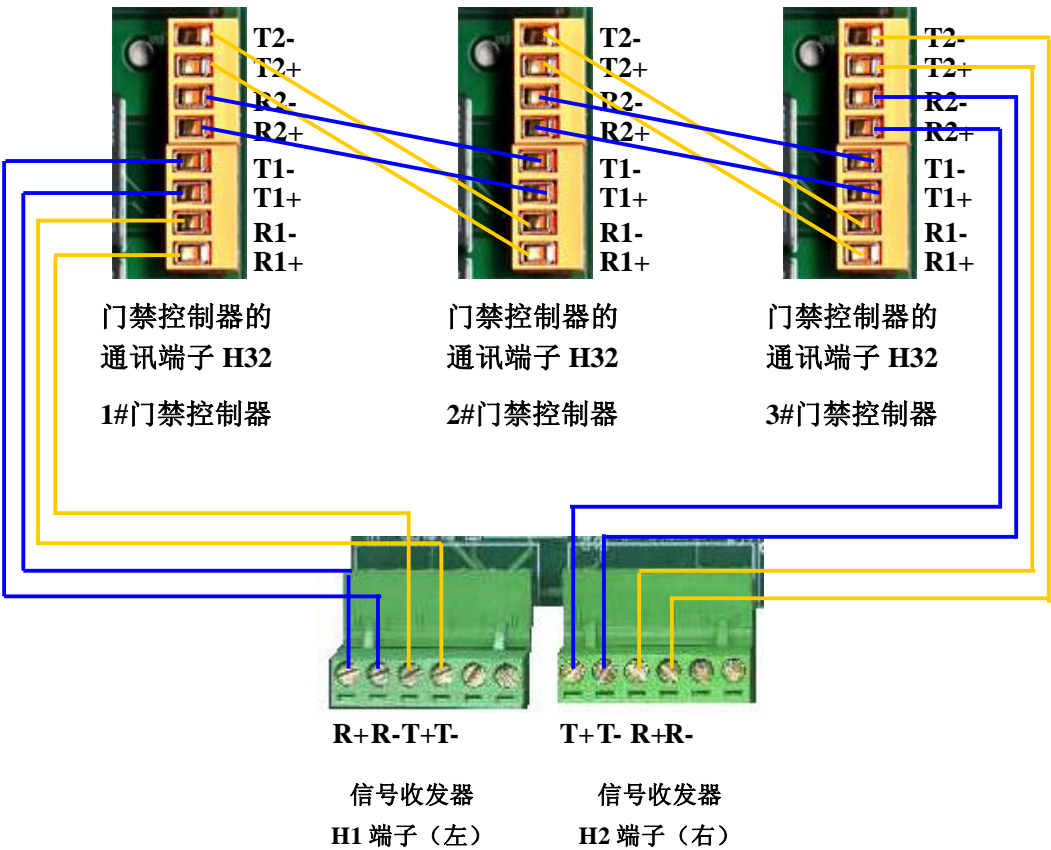 T2-
T2+
R2-
R2+
T1-
T1+
R1-
R1+
门禁控制器的
通讯端子 H32
1#门禁控制器
T2-
T2+
R2-
R2+
T1-
T1+
R1-
R1+
门禁控制器的
通讯端子 H32
2#门禁控制器
T2-
T2+
R2-
R2+
T1-
T1+
R1-
R1+
门禁控制器的
通讯端子 H32
3#门禁控制器
R+R-T+T-
信号收发器
H1 端子（左）
T+T- R+R-
信号收发器
H2 端子（右）